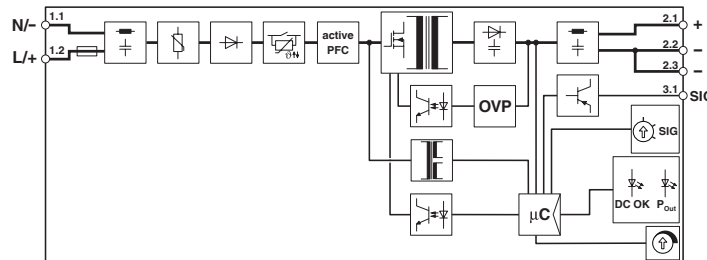 N/− 1.1
L/+ 1.2
active
PFC
2.1 +
2.2 −
2.3 −
3.1 SIG
OVP
ϑ
SIG
µC
DC OK P Out